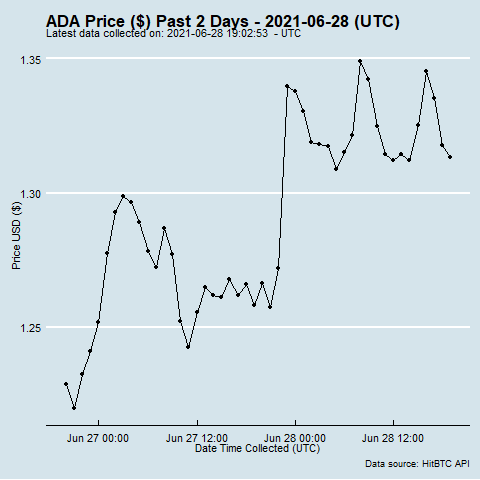 ADA Price ($) Past 2 Days - 2021-06-28 (UTC)
Latest data collected on: 2021-06-28 19:02:53 - UTC
1.35
1.30
1.25
Price USD ($)
Jun 27 00:00 Jun 27 12:00 Jun 28 00:00 Jun 28 12:00
Date Time Collected (UTC)
Data source: HitBTC API